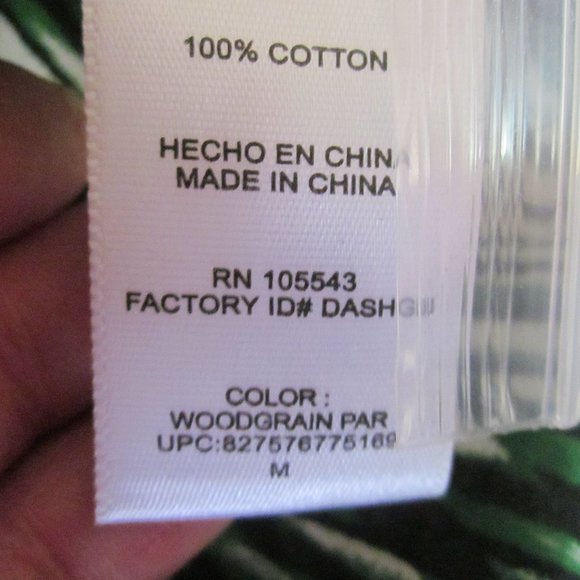 100% COTTON
HECHO EN CHINA
MADE IN CHINA
RN 105543
FACTORY ID#
COLOR :
WOODGRAIN PAR
UPC:827576775169
M